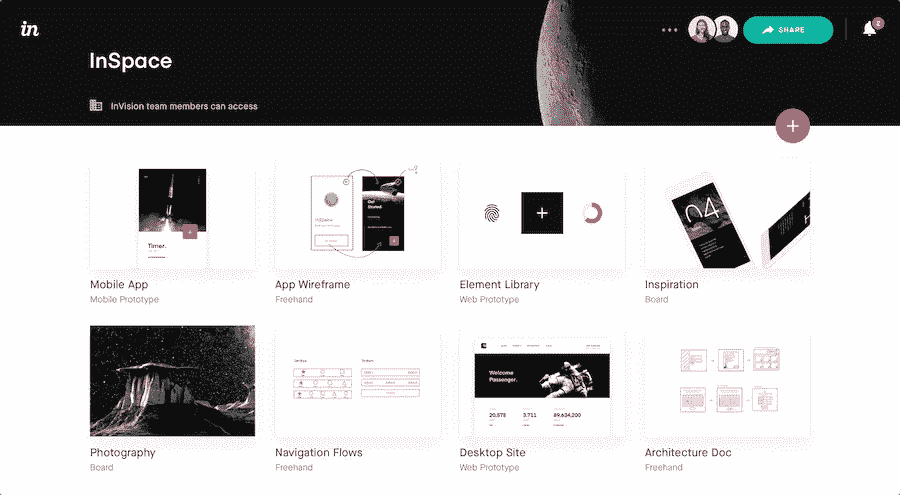 in
SHARE
2
InSpace
InVision team members can access
Timer.
Get
Started.
04
Mobile App
Mobile Prototype
App Wireframe
Freehand
Element Library
Web Prototype
Inspiration
Board
Welcome
Passenger.
20,578
3,711
89,634,200
Photography
Board
Navigation Flows
Freehand
Desktop Site
Web Prototype
Architecture Doc
Freehand